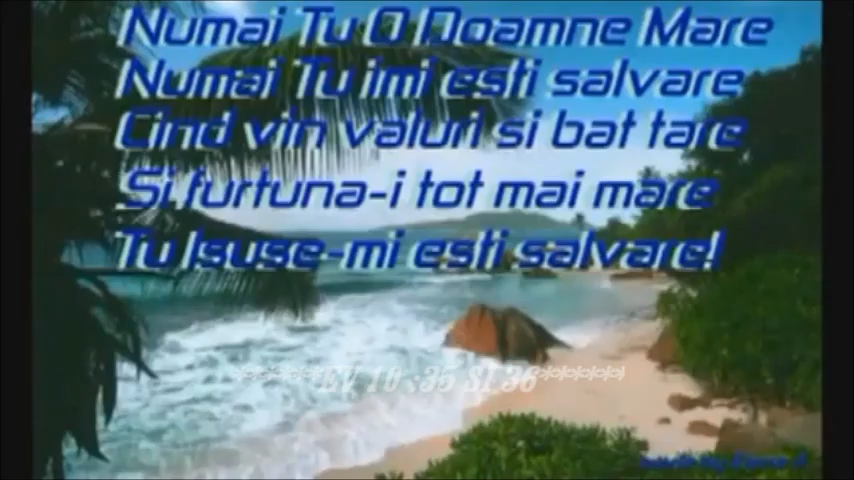 Numai Tu O Doamne Mare
Numai Tu imi esti salvare
Cind vin valuri si bat tare
Si furtuna-i tot mai mare
Tu Isuse-mi esti salvare!
10 :35 SI 36